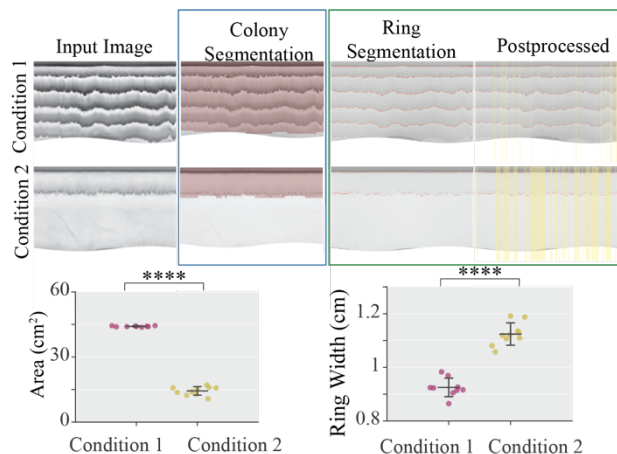 Input Image
Colony
Segmentation
Ring
Segmentation
Postprocessed
Condition 1
Condition 2
****
60
30
0
Area (cm²)
Condition 1
Condition 2
****
1.2
1
0.8
Ring Width (cm)
Condition 1
Condition 2